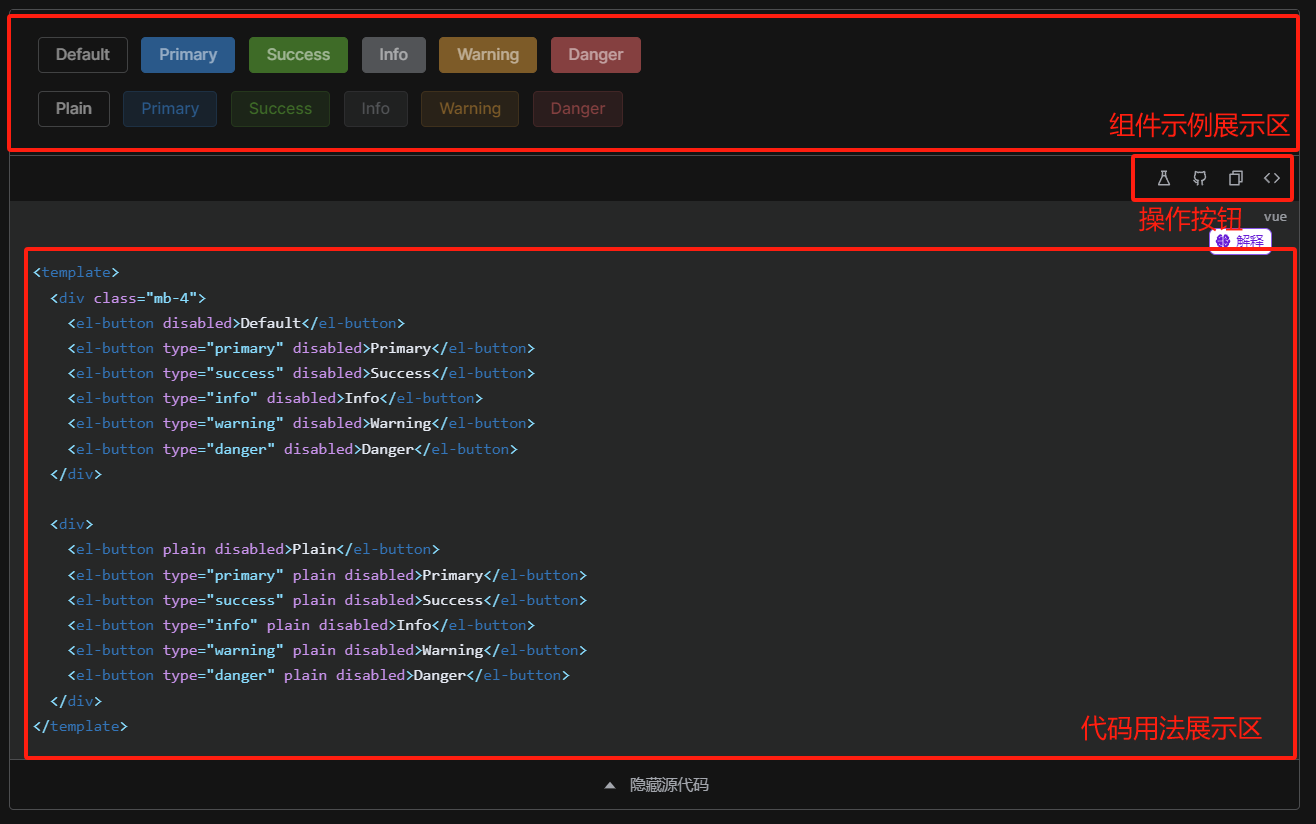 Default Primary Success Info Warning Danger
Plain Primary Success Info Warning Danger
组件示例展示区
操作按钮
vue
解释
<template>
  <div class="mb-4">
    <el-button disabled>Default</el-button>
    <el-button type="primary" disabled>Primary</el-button>
    <el-button type="success" disabled>Success</el-button>
    <el-button type="info" disabled>Info</el-button>
    <el-button type="warning" disabled>Warning</el-button>
    <el-button type="danger" disabled>Danger</el-button>
  </div>
  <div>
    <el-button plain disabled>Plain</el-button>
    <el-button type="primary" plain disabled>Primary</el-button>
    <el-button type="success" plain disabled>Success</el-button>
    <el-button type="info" plain disabled>Info</el-button>
    <el-button type="warning" plain disabled>Warning</el-button>
    <el-button type="danger" plain disabled>Danger</el-button>
  </div>
</template>
代码用法展示区
隐藏源代码